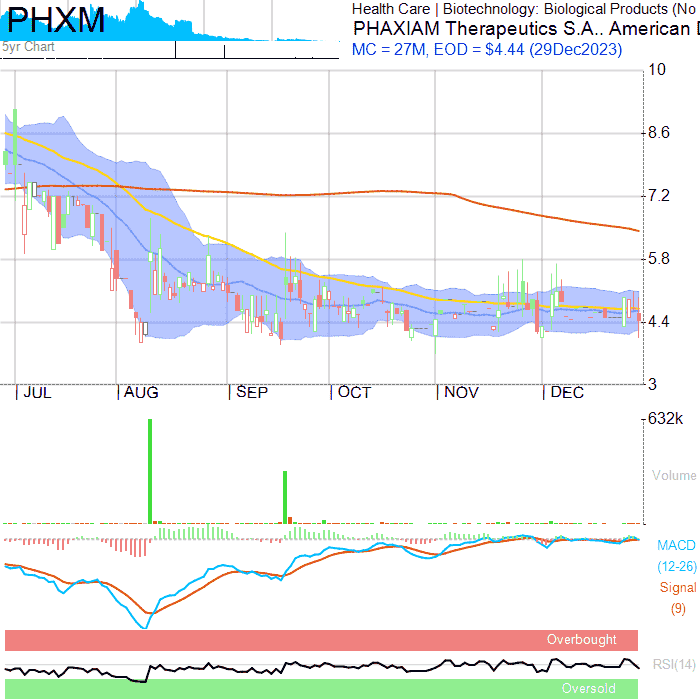 PHXM
5yr Chart
Health Care | Biotechnology: Biological Products (No
PHAXIAM Therapeutics S.A.. American
MC = 27M, EOD = $4.44 (29Dec2023)
10
8.6
7.2
5.8
4.4
3
JUL AUG SEP OCT NOV DEC
632k
Volume
MACD
(12-26)
Signal
(9)
Overbought
RSI(14)
Oversold